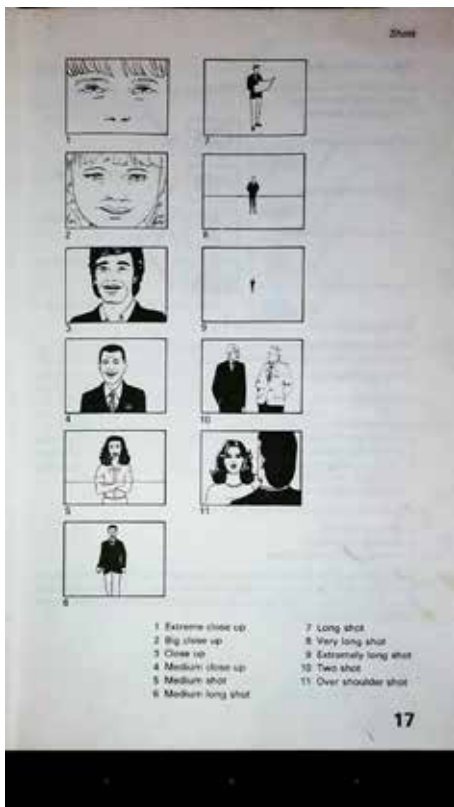 Shots
1
2
3
4
5
6
7
8
9
10
11
1 Extreme close up
2 Big close up
3 Close up
4 Medium close up
5 Medium shot
6 Medium long shot
7 Long shot
8 Very long shot
9 Extremely long shot
10 Two shot
11 Over shoulder shot
17